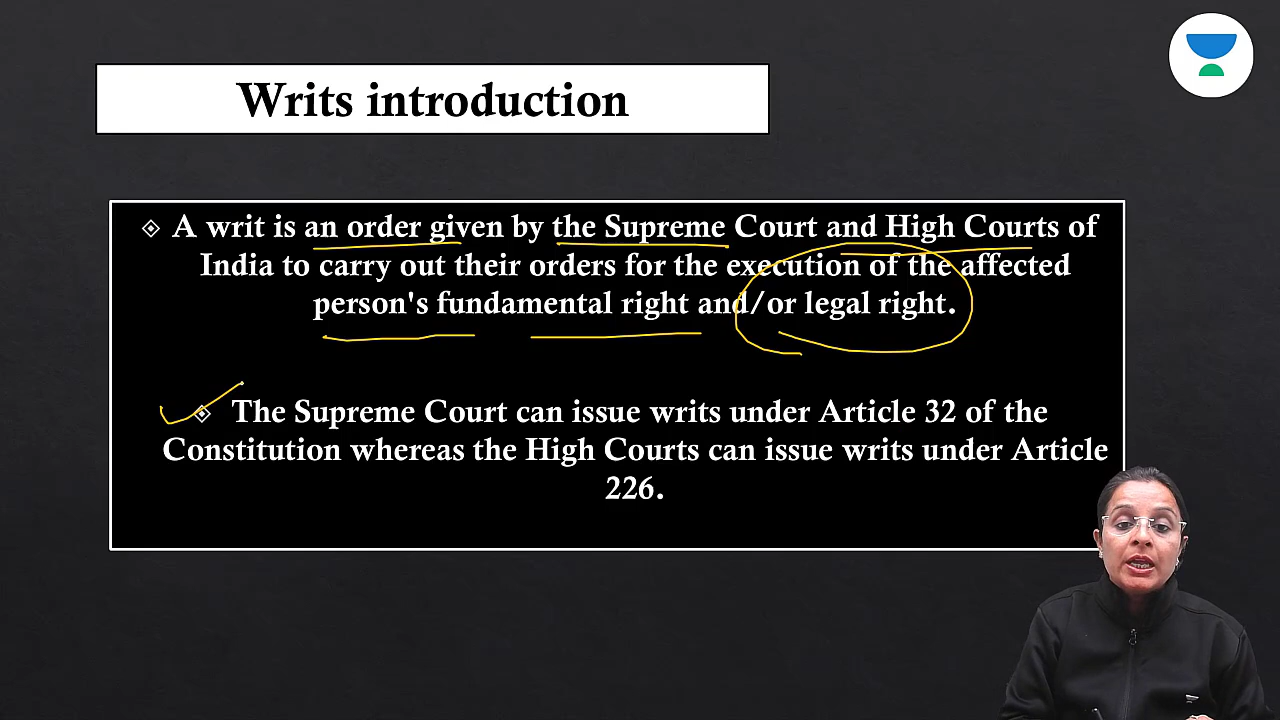 Writs introduction
◈ A writ is an order given by the Supreme Court and High Courts of
India to carry out their orders for the execution of the affected
person's fundamental right and/or legal right.
◈ The Supreme Court can issue writs under Article 32 of the
Constitution whereas the High Courts can issue writs under Article
226.